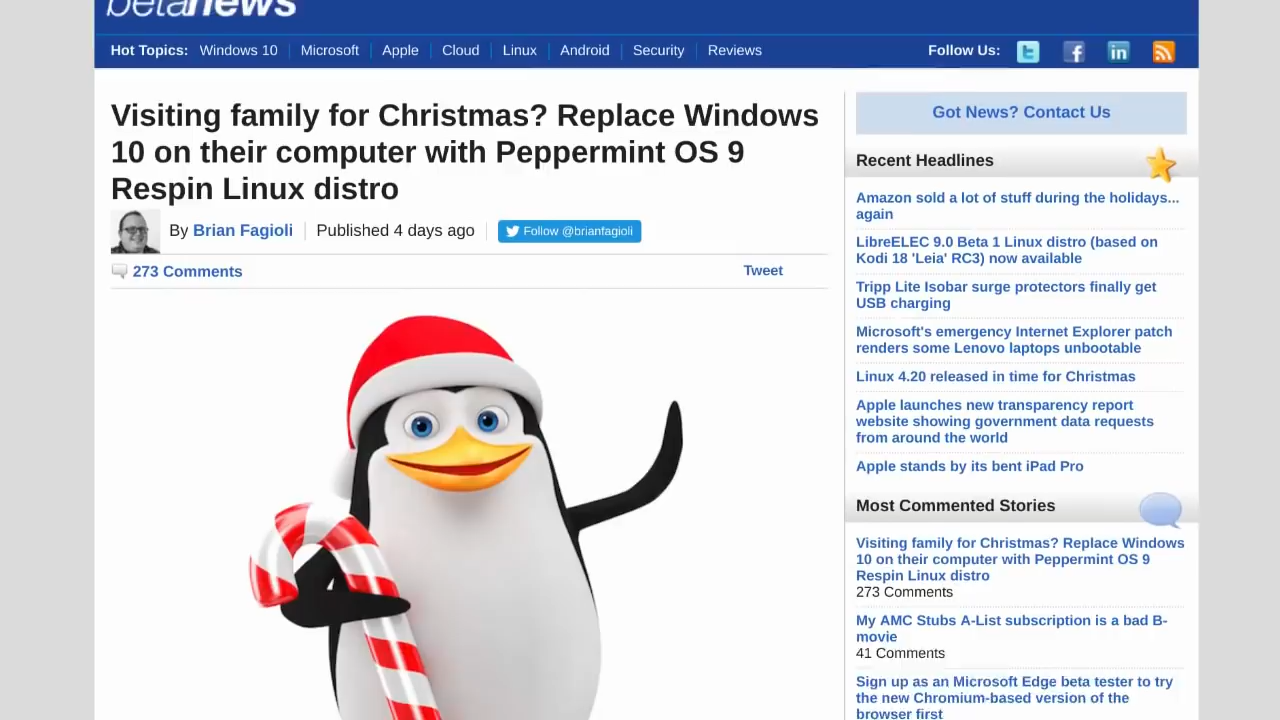 betanews
Hot Topics: Windows 10 Microsoft Apple Cloud Linux Android Security Reviews Follow Us:
Visiting family for Christmas? Replace Windows
10 on their computer with Peppermint OS 9
Respin Linux distro
By Brian Fagioli Published 4 days ago Follow @brianfagioli
273 Comments Tweet
Got News? Contact Us
Recent Headlines
Amazon sold a lot of stuff during the holidays...
again
LibreELEC 9.0 Beta 1 Linux distro (based on
Kodi 18 'Leia' RC3) now available
Tripp Lite Isobar surge protectors finally get
USB charging
Microsoft's emergency Internet Explorer patch
renders some Lenovo laptops unbootable
Linux 4.20 released in time for Christmas
Apple launches new transparency report
website showing government data requests
from around the world
Apple stands by its bent iPad Pro
Most Commented Stories
Visiting family for Christmas? Replace Windows
10 on their computer with Peppermint OS 9
Respin Linux distro
273 Comments
My AMC Stubs A-List subscription is a bad B-
movie
41 Comments
Sign up as an Microsoft Edge beta tester to try
the new Chromium-based version of the
browser first